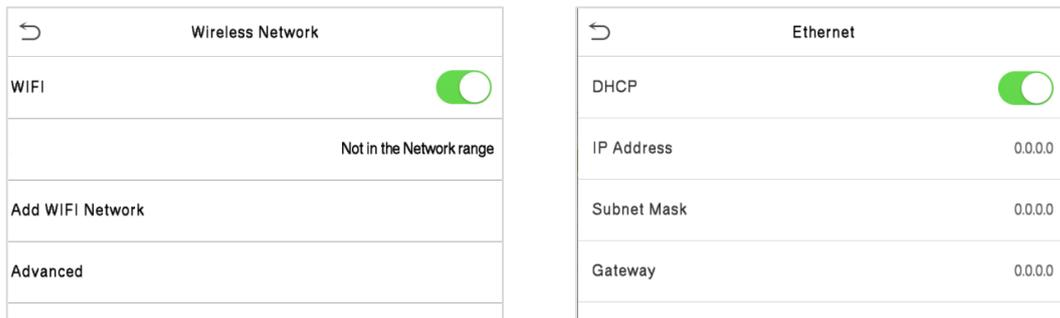 Wireless Network
WIFI
Not in the Network range
Add WIFI Network
Advanced
Ethernet
DHCP
IP Address 0.0.0.0
Subnet Mask 0.0.0.0
Gateway 0.0.0.0